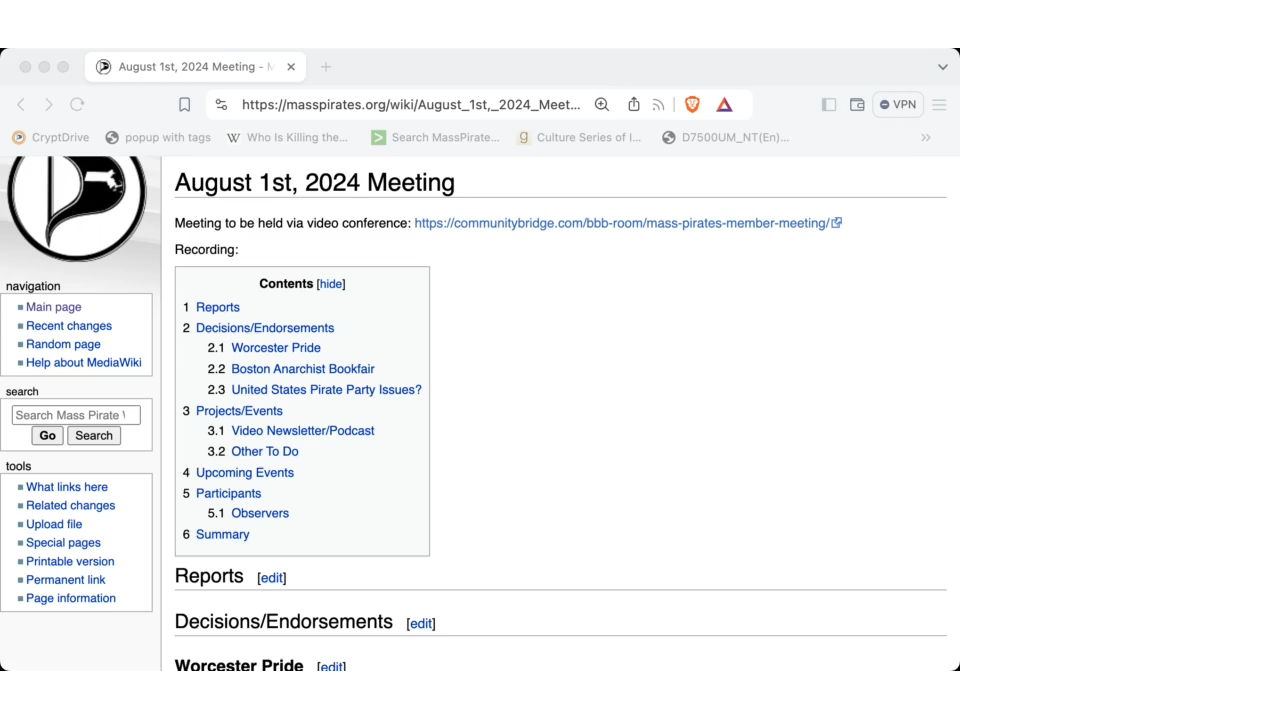 August 1st, 2024 Meeting - M
https://masspirates.org/wiki/August_1st,_2024_Meet...
VPN
CryptDrive
popup with tags
Who Is Killing the...
Search MassPirate...
Culture Series of I...
D7500UM_NT(En)...
August 1st, 2024 Meeting
Meeting to be held via video conference: https://communitybridge.com/bbb-room/mass-pirates-member-meeting/
Recording:
Contents [hide]
1 Reports
2 Decisions/Endorsements
2.1 Worcester Pride
2.2 Boston Anarchist Bookfair
2.3 United States Pirate Party Issues?
3 Projects/Events
3.1 Video Newsletter/Podcast
3.2 Other To Do
4 Upcoming Events
5 Participants
5.1 Observers
6 Summary
navigation
Main page
Recent changes
Random page
Help about MediaWiki
search
Search Mass Pirate
Go Search
tools
What links here
Related changes
Upload file
Special pages
Printable version
Permanent link
Page information
Reports [edit]
Decisions/Endorsements [edit]
Worcester Pride [edit]